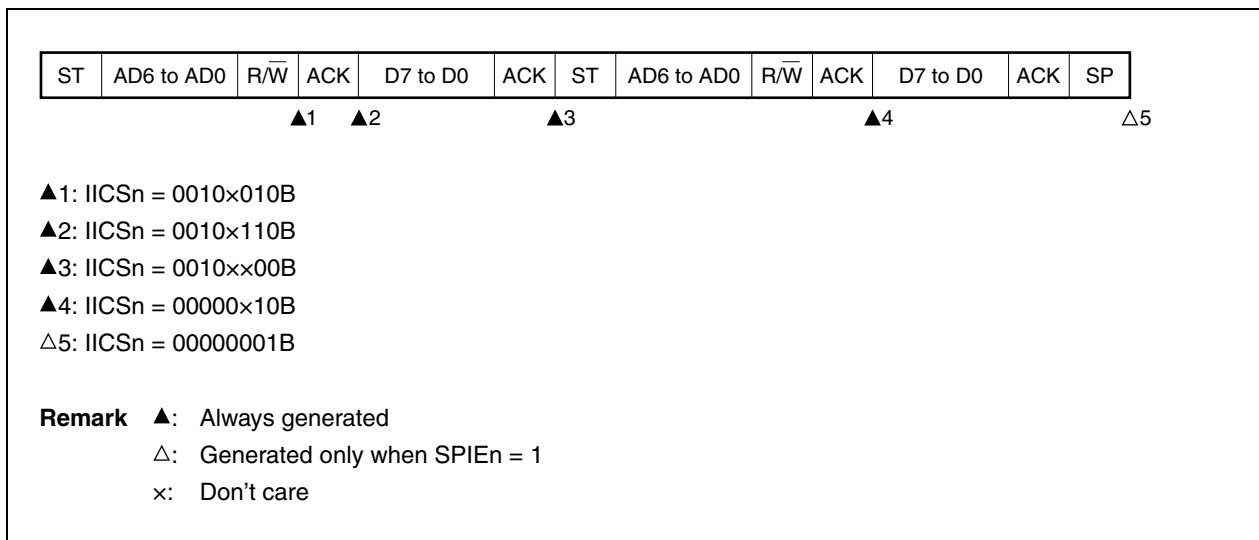 ST AD6 to AD0 R/W̅ ACK D7 to D0 ACK ST AD6 to AD0 R/W̅ ACK D7 to D0 ACK SP
▲1 ▲2 ▲3 ▲4 △5
▲1: IICSn = 0010×010B
▲2: IICSn = 0010×110B
▲3: IICSn = 0010××00B
▲4: IICSn = 00000×10B
△5: IICSn = 00000001B
Remark ▲: Always generated
△: Generated only when SPIEn = 1
×: Don't care